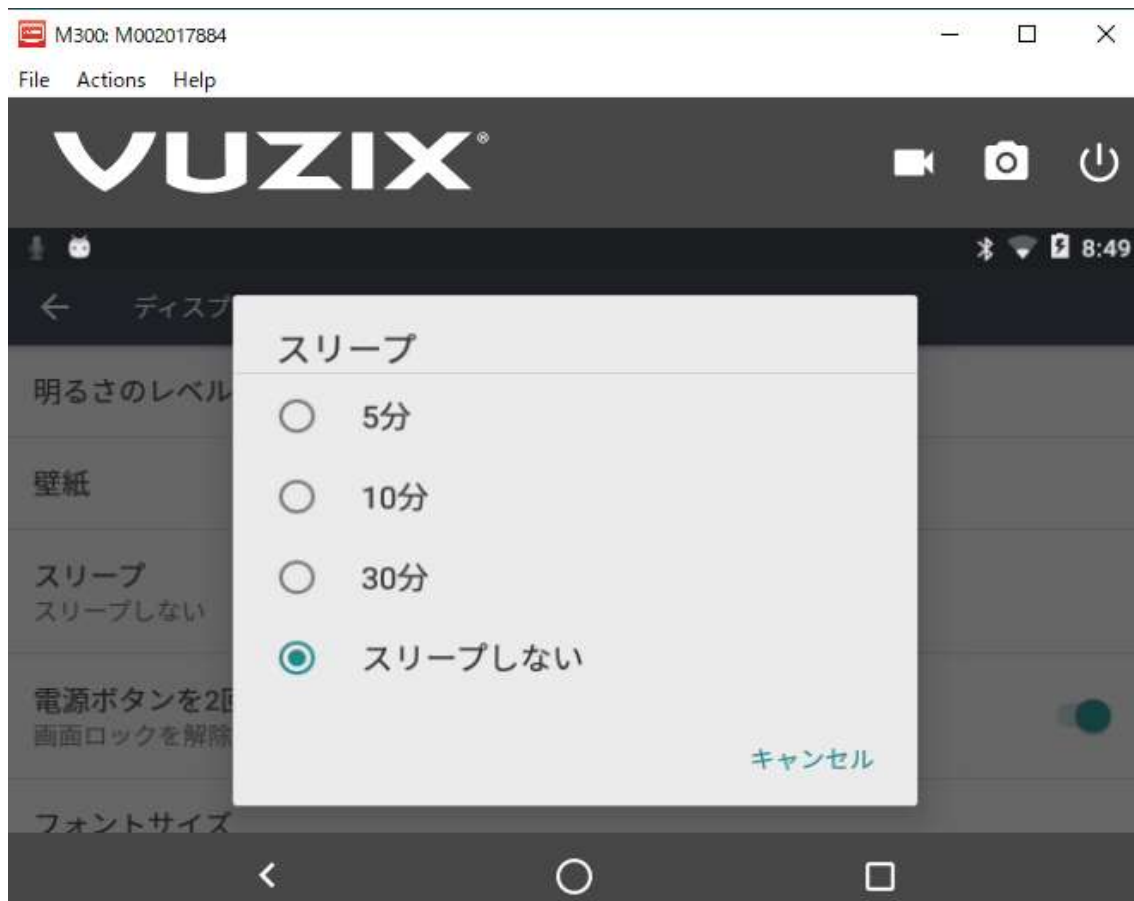 M300: M002017884
File Actions Help
VUZIX®
8:49
ディスプ
スリープ
5分
10分
30分
スリープしない
キャンセル
明るさのレベル
壁紙
スリープ
スリープしない
電源ボタンを2回
画面ロックを解除
フォントサイズ